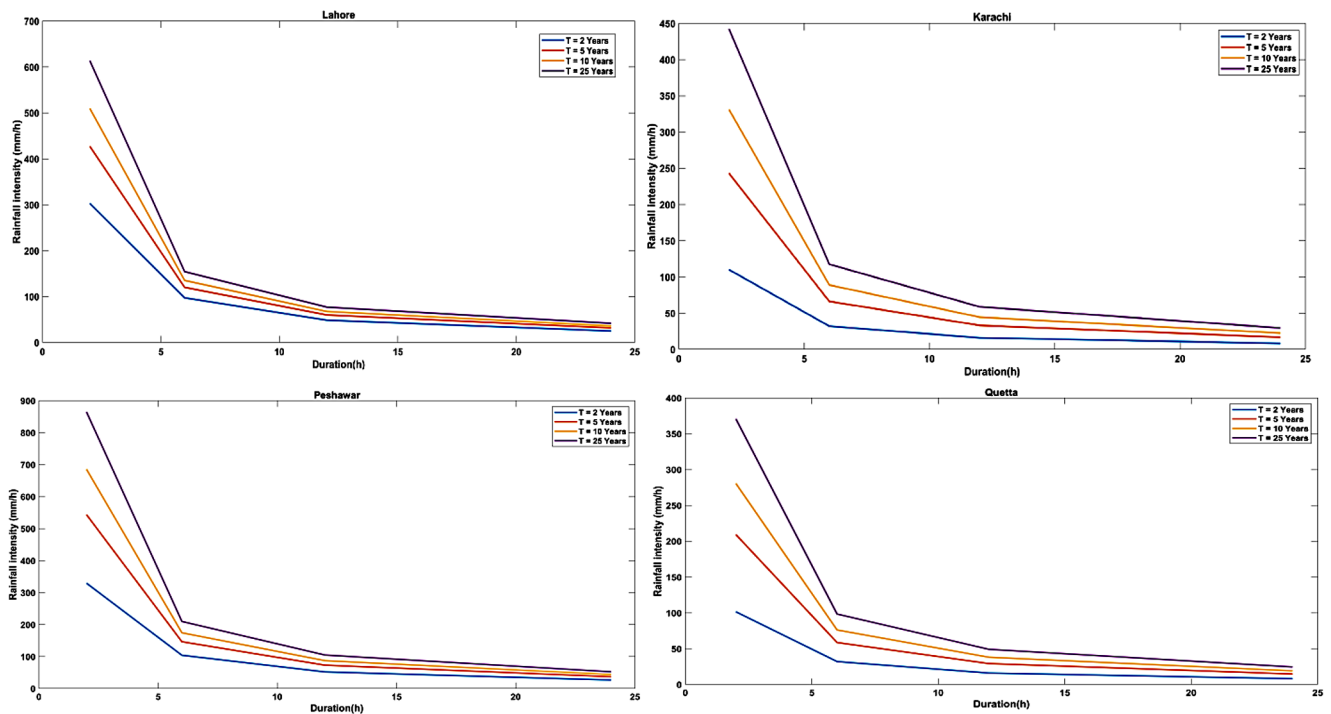 Lahore
700
600
500
400
300
200
100
0
Rainfall intensity (mm/h)
T = 2 Years
T = 5 Years
T = 10 Years
T = 25 Years
0 5 10 15 20 25
Duration(h)
Karachi
450
400
350
300
250
200
150
100
50
0
Rainfall intensity (mm/h)
T = 2 Years
T = 5 Years
T = 10 Years
T = 25 Years
0 5 10 15 20 25
Duration(h)
Peshawar
900
800
700
600
500
400
300
200
100
0
Rainfall intensity (mm/h)
T = 2 Years
T = 5 Years
T = 10 Years
T = 25 Years
0 5 10 15 20 25
Duration(h)
Quetta
400
350
300
250
200
150
100
50
0
Rainfall intensity (mm/h)
T = 2 Years
T = 5 Years
T = 10 Years
T = 25 Years
0 5 10 15 20 25
Duration(h)